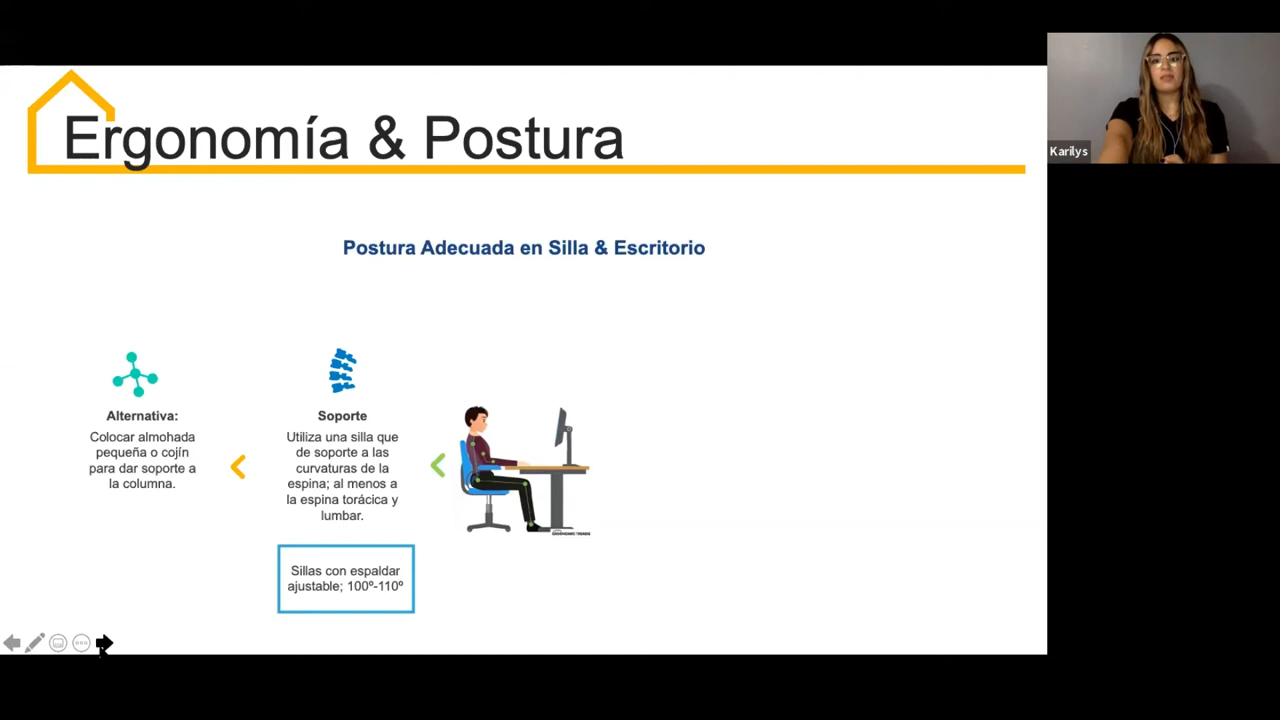 Ergonomía & Postura
Karilys
Postura Adecuada en Silla & Escritorio
Alternativa:
Colocar almohada
pequeña o cojín
para dar soporte a
la columna.
Soporte
Utiliza una silla que
de soporte a las
curvaturas de la
espina; al menos a
la espina torácica y
lumbar.
Sillas con espaldar
ajustable; 100º-110º